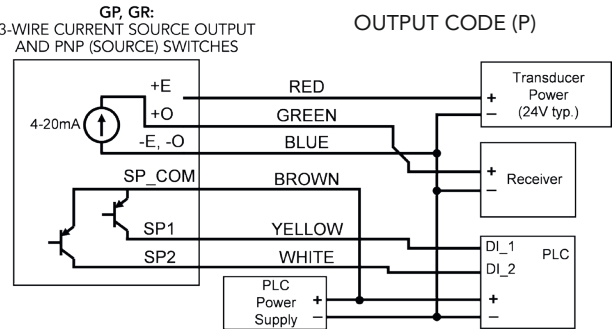 GP, GR:
3-WIRE CURRENT SOURCE OUTPUT
AND PNP (SOURCE) SWITCHES
OUTPUT CODE (P)
+E
RED
Transducer
Power
(24V typ.)
+
−
4-20mA
+O
GREEN
-E, -O
BLUE
+
−
Receiver
SP_COM
BROWN
SP1
YELLOW
DI_1
PLC
SP2
WHITE
DI_2
PLC
Power
Supply
+
−
+
−